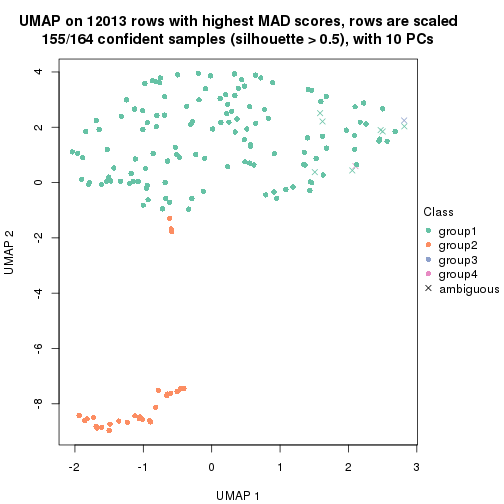 UMAP on 12013 rows with highest MAD scores, rows are scaled
155/164 confident samples (silhouette > 0.5), with 10 PCs
4
2
0
-2
-4
-6
-8
UMAP 2
-2
-1
0
1
2
3
UMAP 1
Class
group1
group2
group3
group4
ambiguous